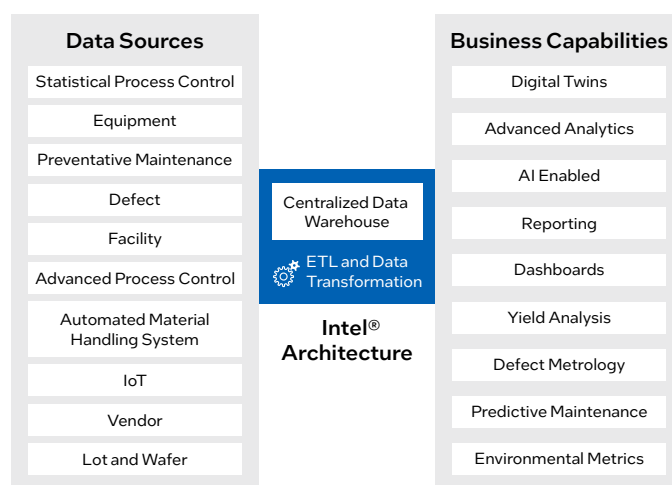 Data Sources
Statistical Process Control
Equipment
Preventative Maintenance
Defect
Facility
Advanced Process Control
Automated Material
Handling System
IoT
Vendor
Lot and Wafer
Centralized Data
Warehouse
ETL and Data
Transformation
Intel®
Architecture
Business Capabilities
Digital Twins
Advanced Analytics
AI Enabled
Reporting
Dashboards
Yield Analysis
Defect Metrology
Predictive Maintenance
Environmental Metrics